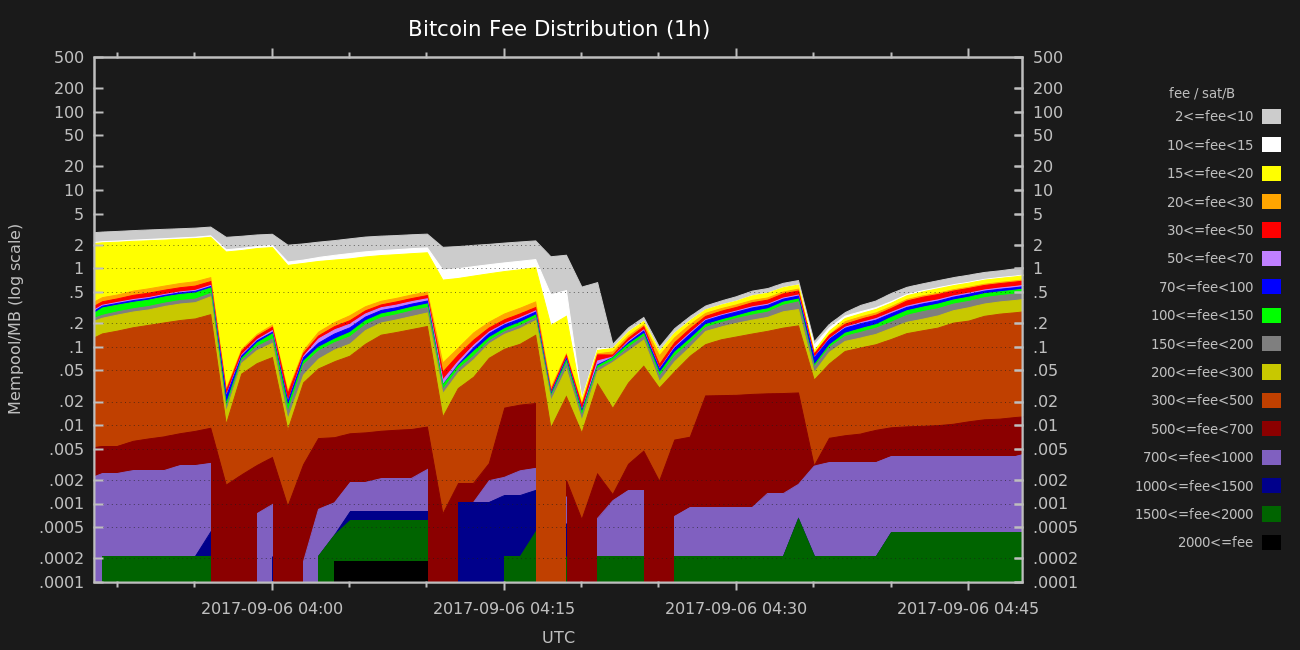 Bitcoin Fee Distribution (1h)
500 500
200 200
100 100
50 50
20 20
10 10
5 5
2 2
1 1
.5 .5
.2 .2
.1 .1
.05 .05
.02 .02
.01 .01
.005 .005
.002 .002
.001 .001
.0005 .0005
.0002 .0002
.0001 .0001
Mempool/MB (log scale)
2017-09-06 04:00 2017-09-06 04:15 2017-09-06 04:30 2017-09-06 04:45
UTC
fee / sat/B
2<=fee<10
10<=fee<15
15<=fee<20
20<=fee<30
30<=fee<50
50<=fee<70
70<=fee<100
100<=fee<150
150<=fee<200
200<=fee<300
300<=fee<500
500<=fee<700
700<=fee<1000
1000<=fee<1500
1500<=fee<2000
2000<=fee